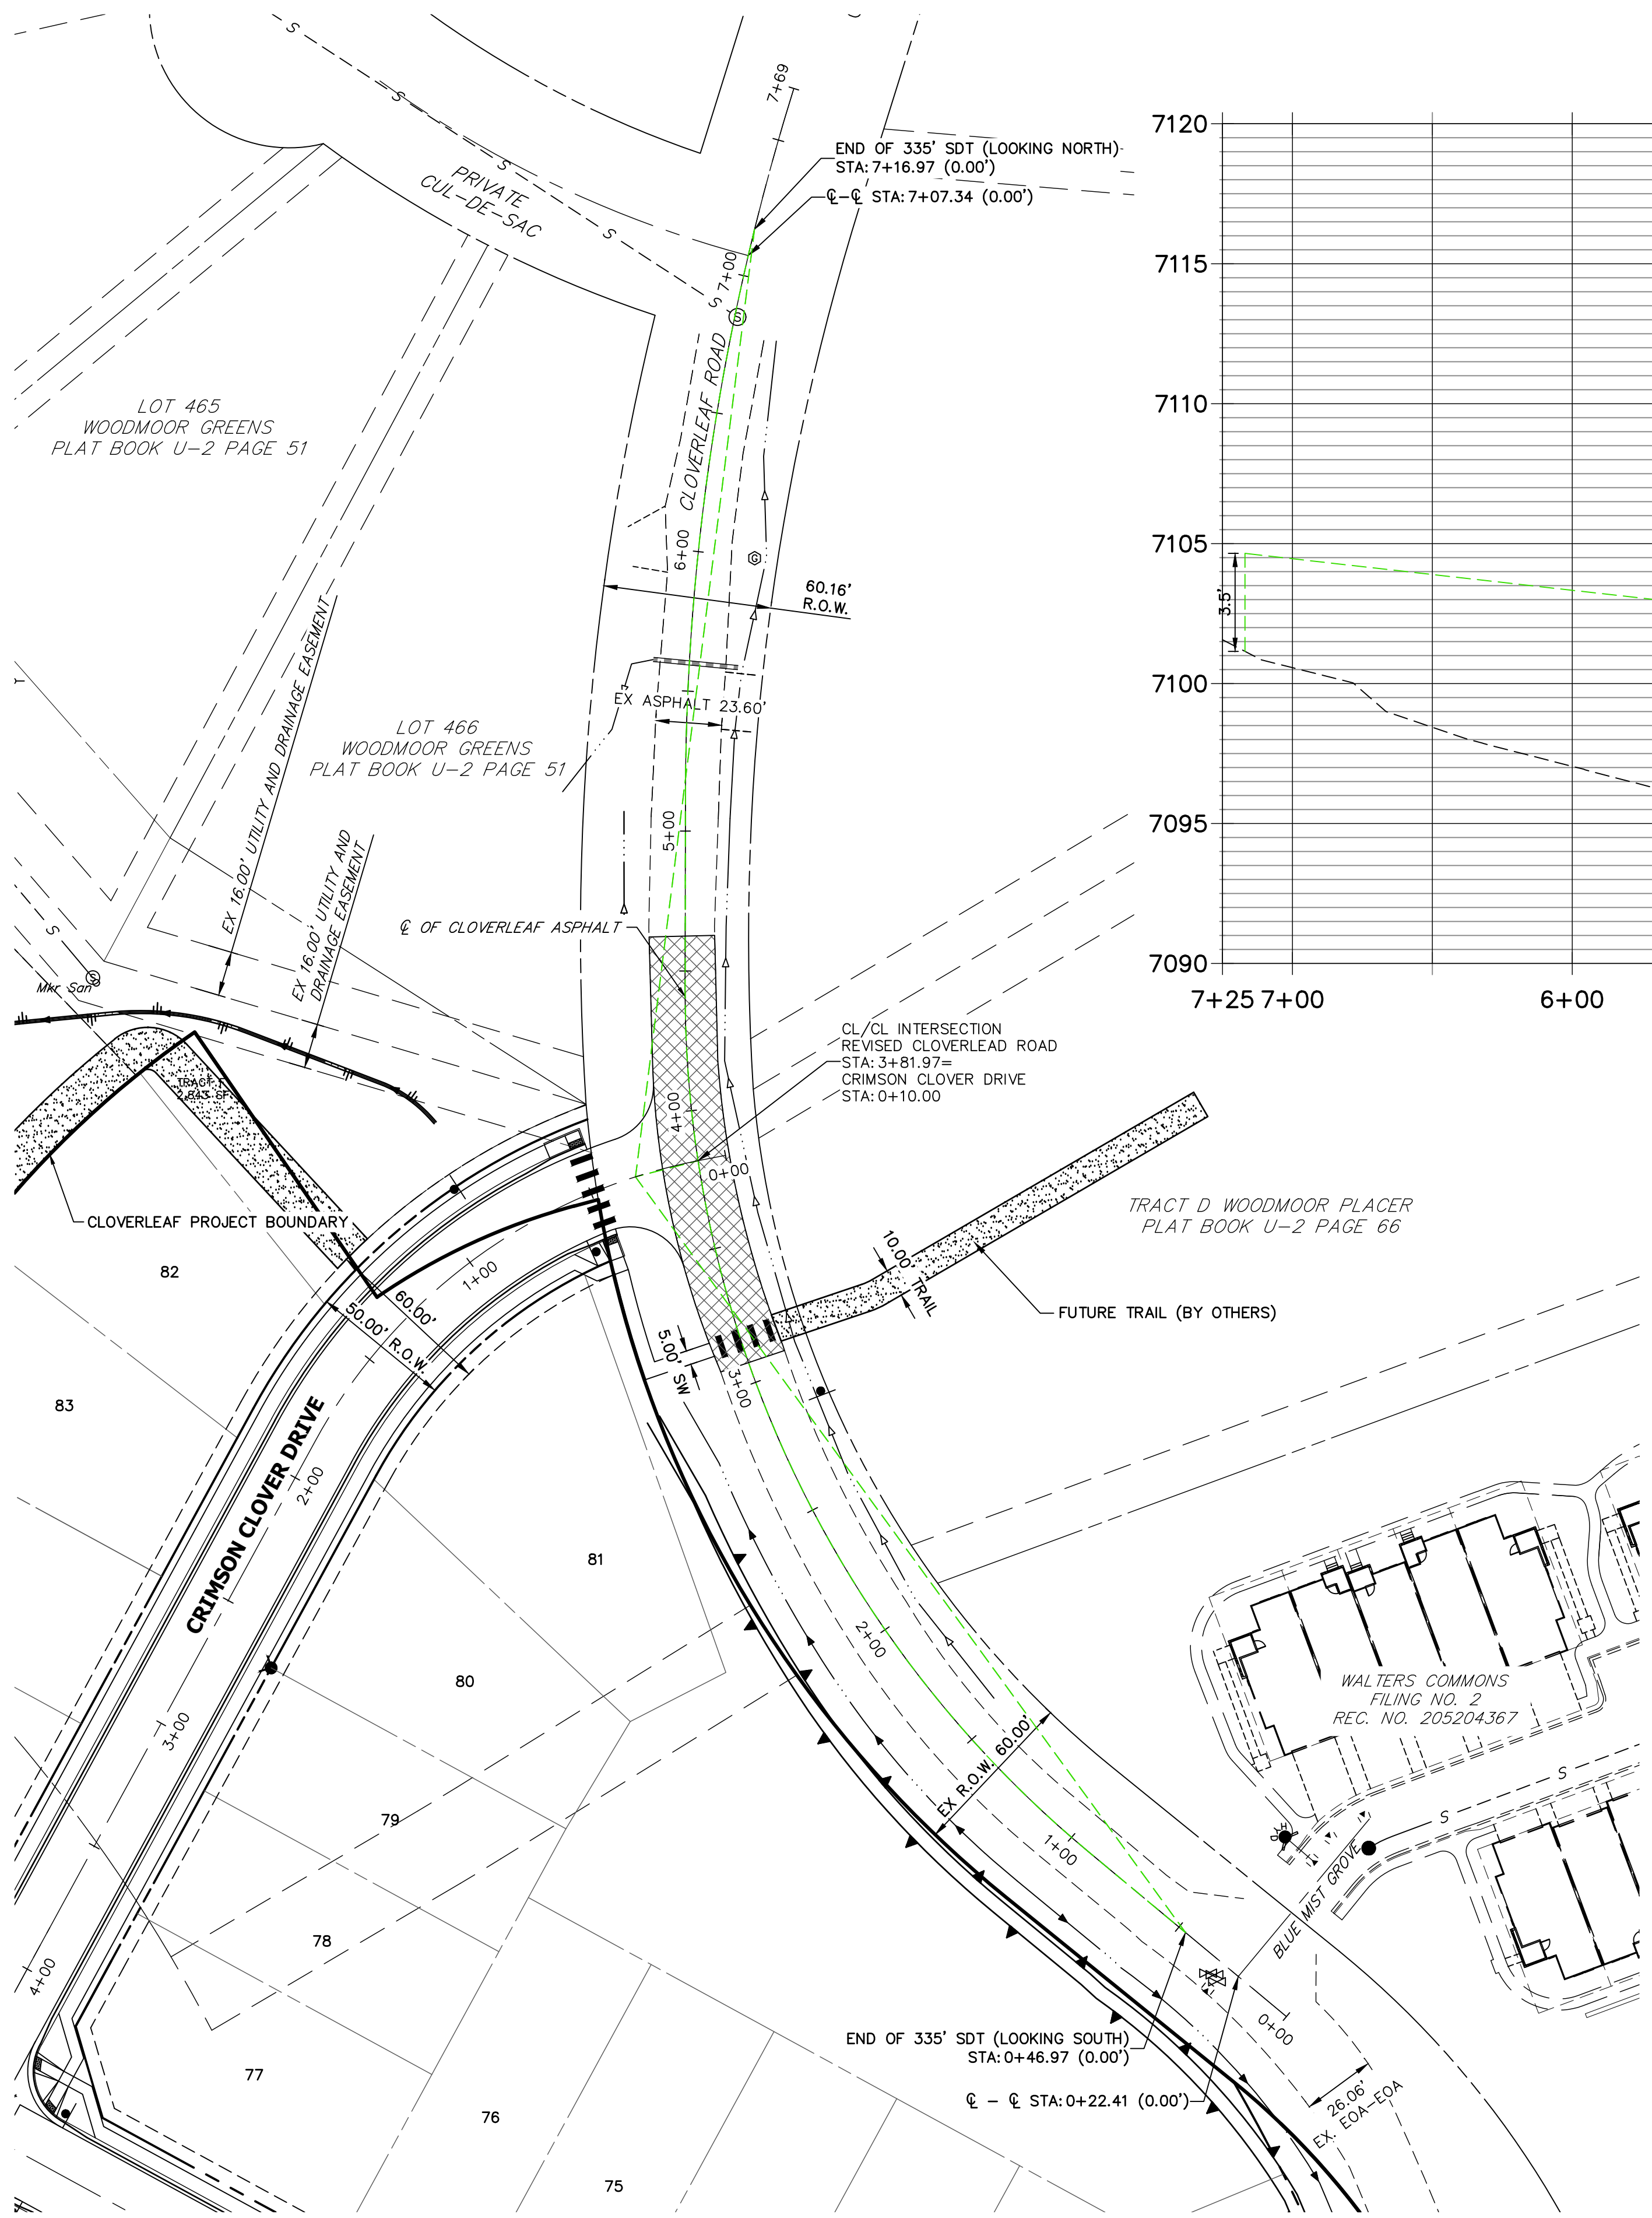 7+69
END OF 335' SDT (LOOKING NORTH)
STA: 7+16.97 (0.00')
℄-℄ STA: 7+07.34 (0.00')
S
S
S
S
S
PRIVATE
CUL-DE-SAC
7+00
S
CLOVERLEAF ROAD
LOT 465
WOODMOOR GREENS
PLAT BOOK U-2 PAGE 51
6+00
G
60.16'
R.O.W.
EX ASPHALT 23.60'
LOT 466
WOODMOOR GREENS
PLAT BOOK U-2 PAGE 51
EX 16.00' UTILITY AND DRAINAGE EASEMENT
EX 16.00' UTILITY AND
DRAINAGE EASEMENT
5+00
℄ OF CLOVERLEAF ASPHALT
S
S
Mkr San
CL/CL INTERSECTION
REVISED CLOVERLEAD ROAD
STA: 3+81.97=
CRIMSON CLOVER DRIVE
STA: 0+10.00
4+00
0+00
TRACT
2,843 SF
CLOVERLEAF PROJECT BOUNDARY
TRACT D WOODMOOR PLACER
PLAT BOOK U-2 PAGE 66
10.00' TRAIL
FUTURE TRAIL (BY OTHERS)
82
1+00
60.00'
50.00' R.O.W.
5.00' SW
3+00
83
CRIMSON CLOVER DRIVE
2+00
81
2+00
80
3+00
WALTERS COMMONS
FILING NO. 2
REC. NO. 205204367
EX R.O.W. 60.00'
79
1+00
S
S
HYD
BLUE MIST GROVE
78
4+00
0+00
END OF 335' SDT (LOOKING SOUTH)
STA: 0+46.97 (0.00')
℄ - ℄ STA: 0+22.41 (0.00')
26.06'
EX. EOA-EOA
77
76
75
7120
7115
7110
7105
3.5'
7100
7095
7090
7+25 7+00
6+00